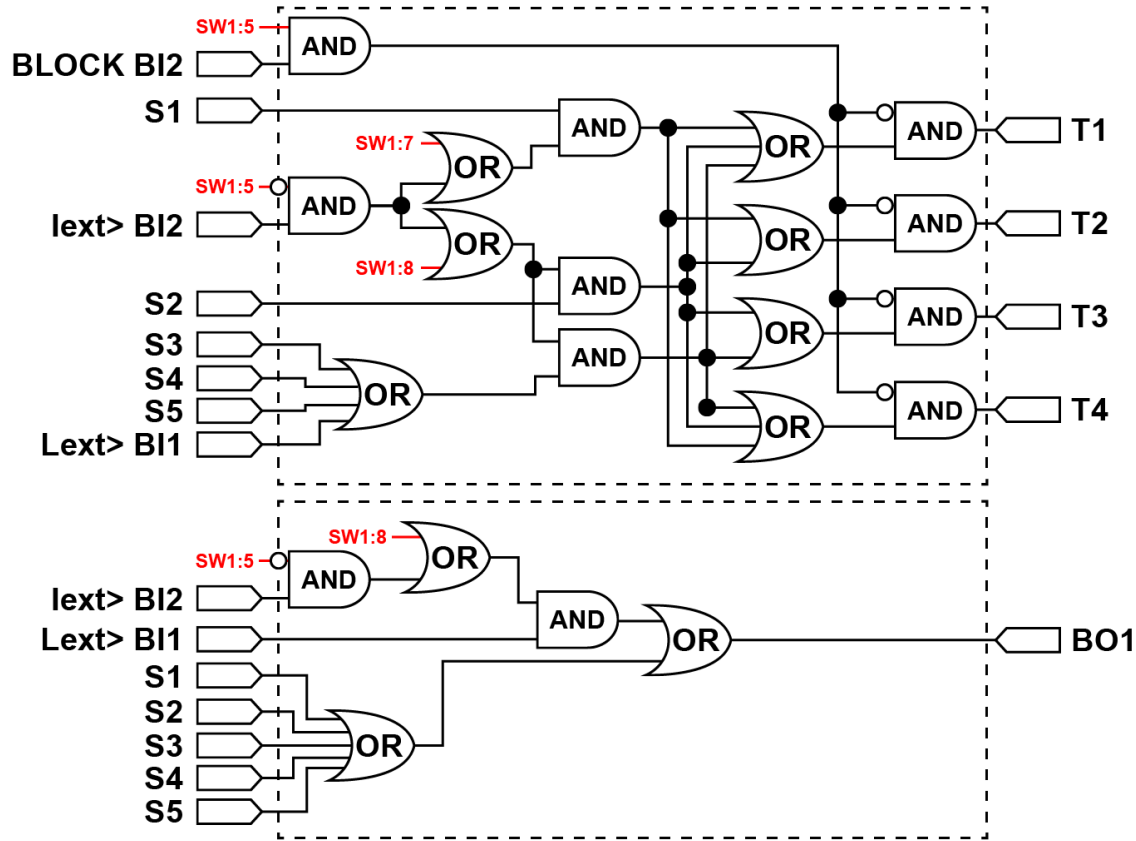 SW1:5
BLOCK BI2
AND
S1
AND
SW1:7
OR
OR
AND
T1
SW1:5
AND
Iext> BI2
OR
SW1:8
OR
AND
T2
S2
AND
S3
AND
OR
AND
T3
S4
S5
OR
Lext> BI1
OR
AND
T4
SW1:8
OR
SW1:5
AND
Iext> BI2
AND
Lext> BI1
OR
BO1
S1
S2
S3
OR
S4
S5